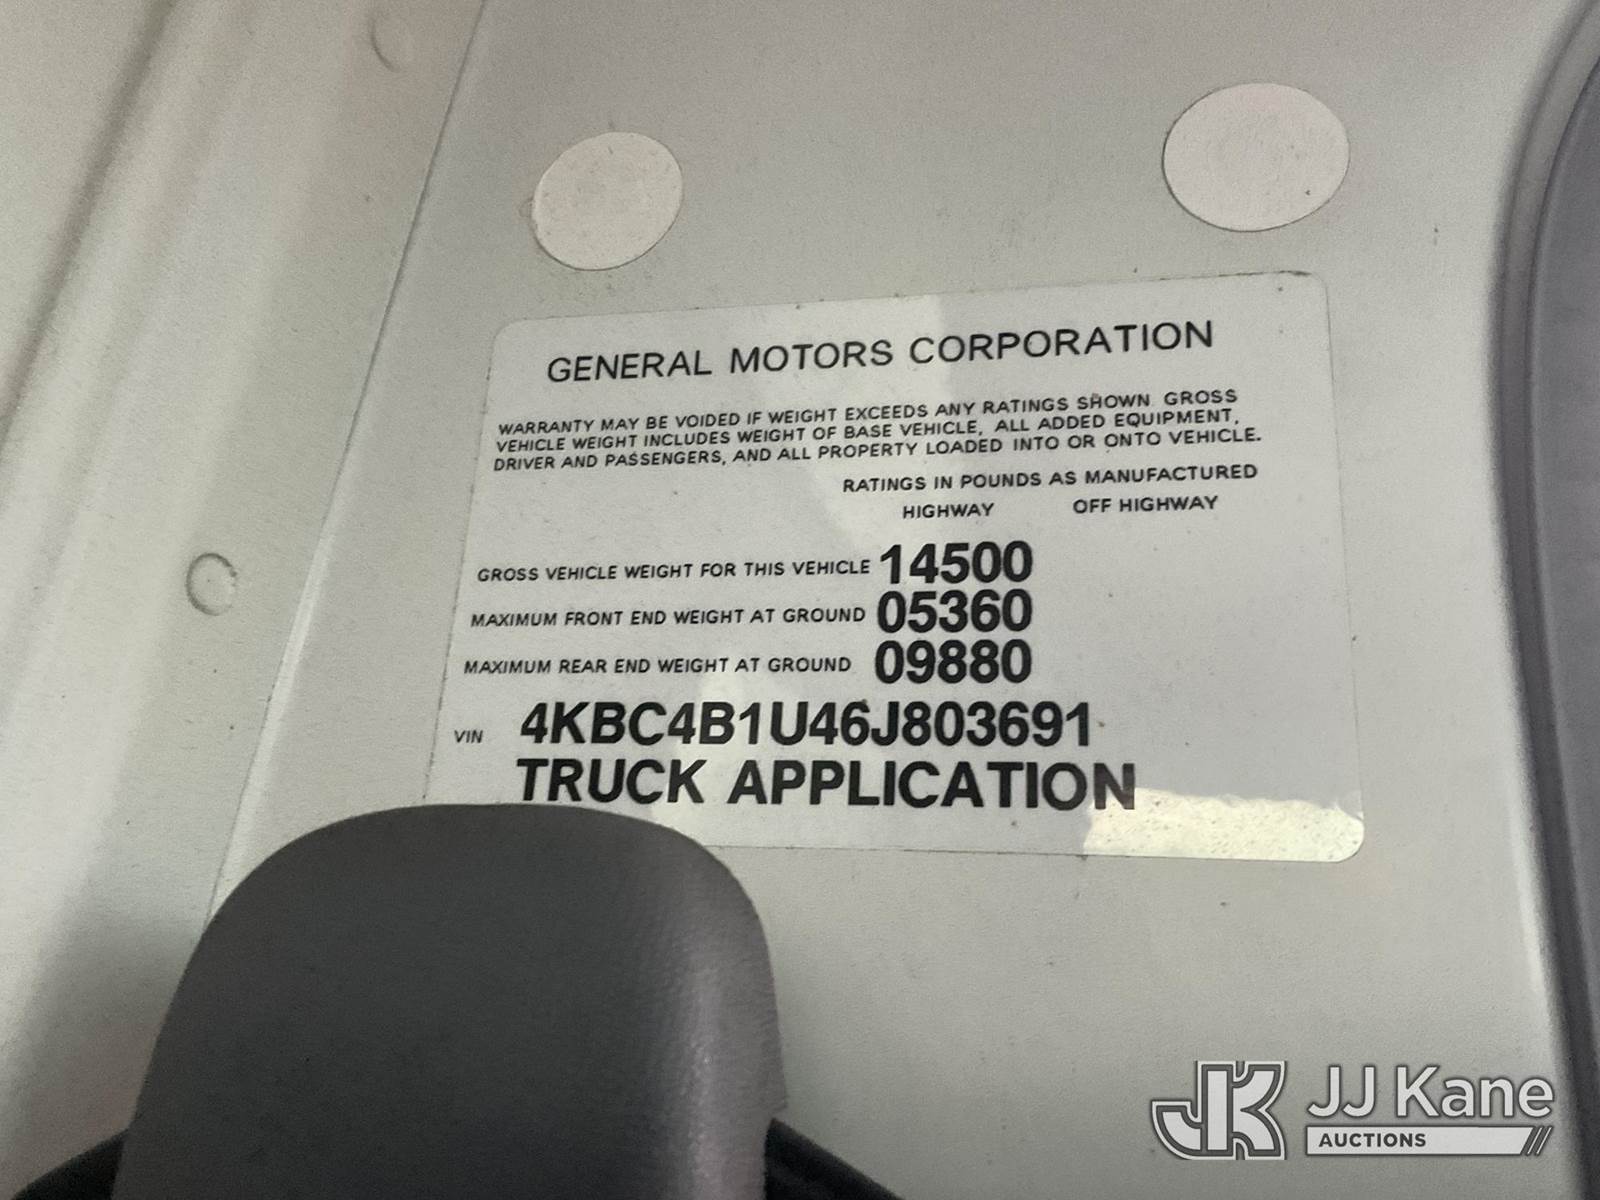 GENERAL MOTORS CORPORATION
WARRANTY MAY BE VOIDED IF WEIGHT EXCEEDS ANY RATINGS SHOWN. GROSS
VEHICLE WEIGHT INCLUDES WEIGHT OF BASE VEHICLE, ALL ADDED EQUIPMENT,
DRIVER AND PASSENGERS, AND ALL PROPERTY LOADED INTO OR ONTO VEHICLE.
RATINGS IN POUNDS AS MANUFACTURED
HIGHWAY OFF HIGHWAY
GROSS VEHICLE WEIGHT FOR THIS VEHICLE 14500
MAXIMUM FRONT END WEIGHT AT GROUND 05360
MAXIMUM REAR END WEIGHT AT GROUND 09880
VIN 4KBC4B1U46J803691
TRUCK APPLICATION
JK JJ Kane
AUCTIONS